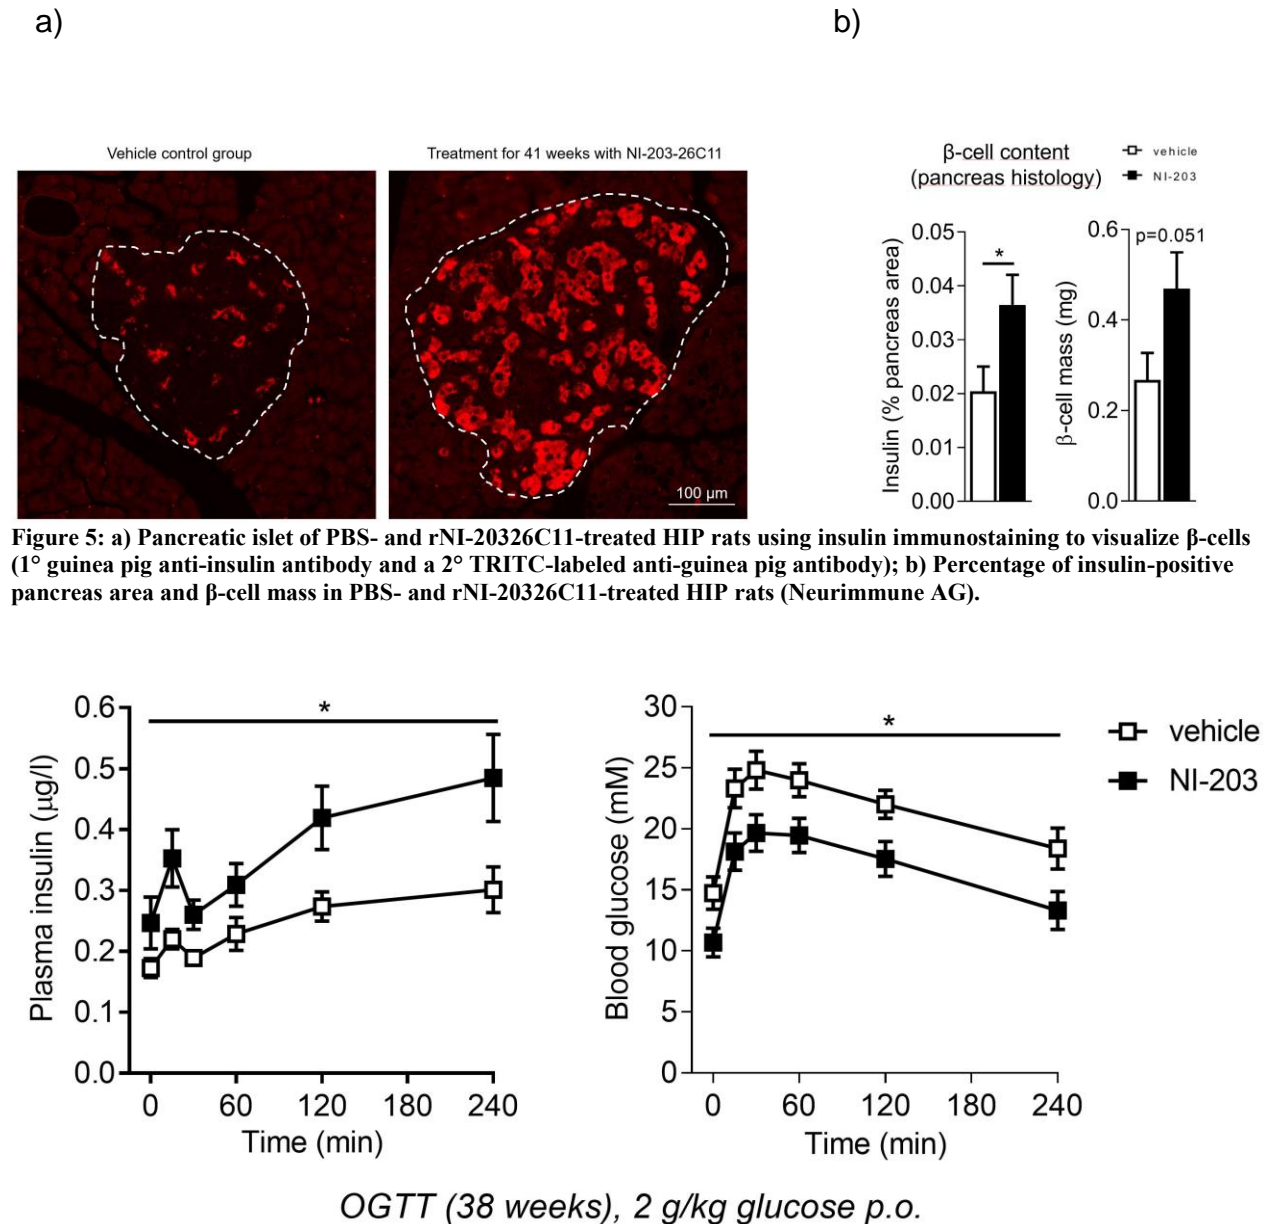 a)
b)
Vehicle control group
Treatment for 41 weeks with NI-203-26C11
100 µm
β-cell content
(pancreas histology)
vehicle
NI-203
Insulin (% pancreas area)
0.05
0.04
0.03
0.02
0.01
0.00
*
β-cell mass (mg)
0.6
0.4
0.2
0.0
p=0.051
Figure 5: a) Pancreatic islet of PBS- and rNI-20326C11-treated HIP rats using insulin immunostaining to visualize β-cells
(1° guinea pig anti-insulin antibody and a 2° TRITC-labeled anti-guinea pig antibody); b) Percentage of insulin-positive
pancreas area and β-cell mass in PBS- and rNI-20326C11-treated HIP rats (Neurimmune AG).
Plasma insulin (µg/l)
0.6
0.5
0.4
0.3
0.2
0.1
0.0
*
0 60 120 180 240
Time (min)
Blood glucose (mM)
30
25
20
15
10
5
0
*
0 60 120 180 240
Time (min)
vehicle
NI-203
OGTT (38 weeks), 2 g/kg glucose p.o.